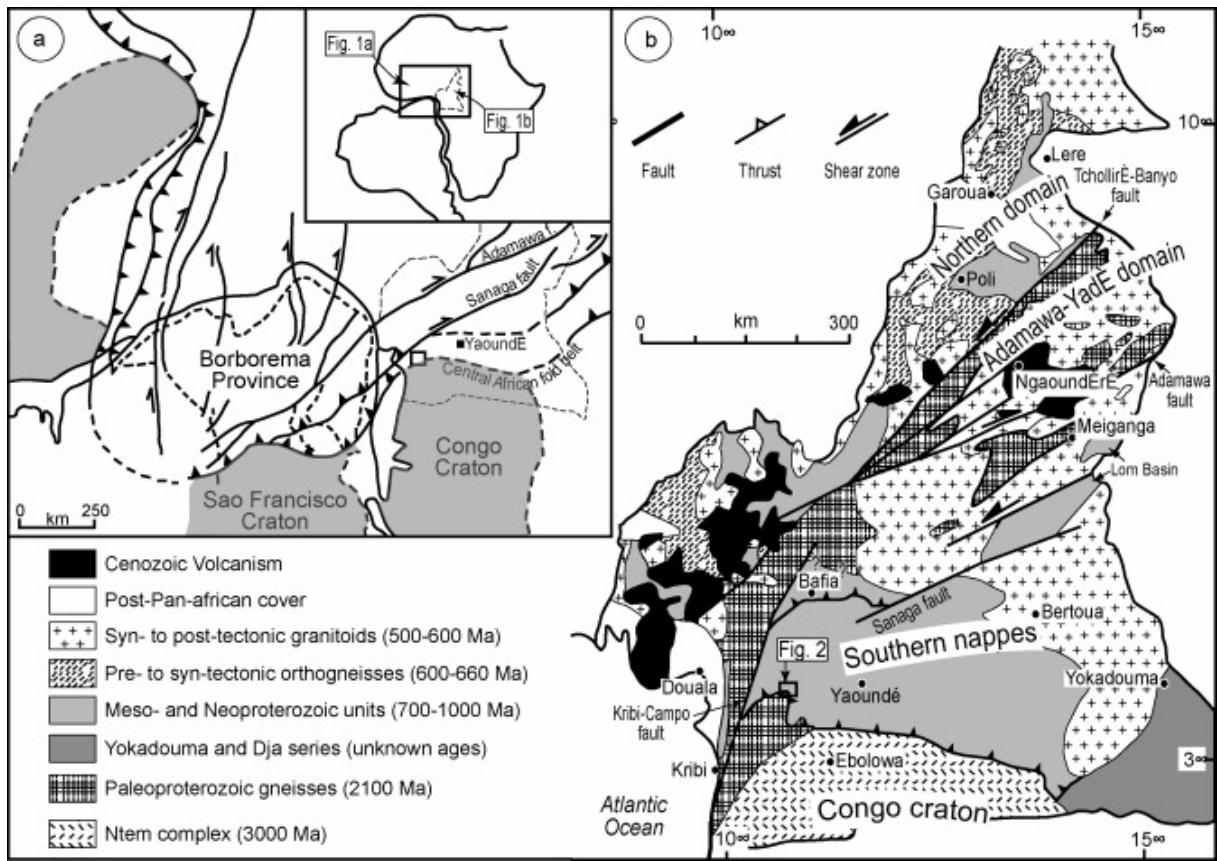 a
Fig. 1a
Fig. 1b
Adamawa
Sanaga fault
YaoundÈ
Central African fold belt
Borborema
Province
Congo
Craton
Sao Francisco
Craton
0 km 250
Cenozoic Volcanism
Post-Pan-african cover
Syn- to post-tectonic granitoids (500-600 Ma)
Pre- to syn-tectonic orthogneisses (600-660 Ma)
Meso- and Neoproterozoic units (700-1000 Ma)
Yokadouma and Dja series (unknown ages)
Paleoproterozoic gneisses (2100 Ma)
Ntem complex (3000 Ma)
b
10∞
15∞
10∞
Fault
Thrust
Shear zone
Lere
TchollirÈ-Banyo
fault
Garoua
Northern domain
Poli
0 km 300
Adamawa-YadÈ domain
NgaoundÈrÈ
Adamawa
fault
Meiganga
Lom Basin
Bafia
Sanaga fault
Bertoua
Southern nappes
Fig. 2
Douala
Yaoundé
Yokadouma
Kribi-Campo
fault
Kribi
Ebolowa
3∞
Atlantic
Ocean
Congo craton
10∞
15∞